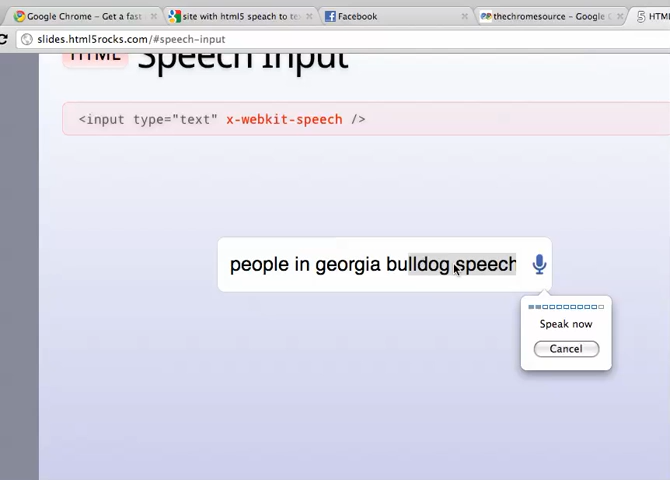 Google Chrome - Get a fast
site with html5 speach to te
Facebook
thechromesource - Google C
HTM
slides.html5rocks.com/#speech-input
HTML Speech Input
<input type="text" x-webkit-speech />
people in georgia bulldog speech
Speak now
Cancel